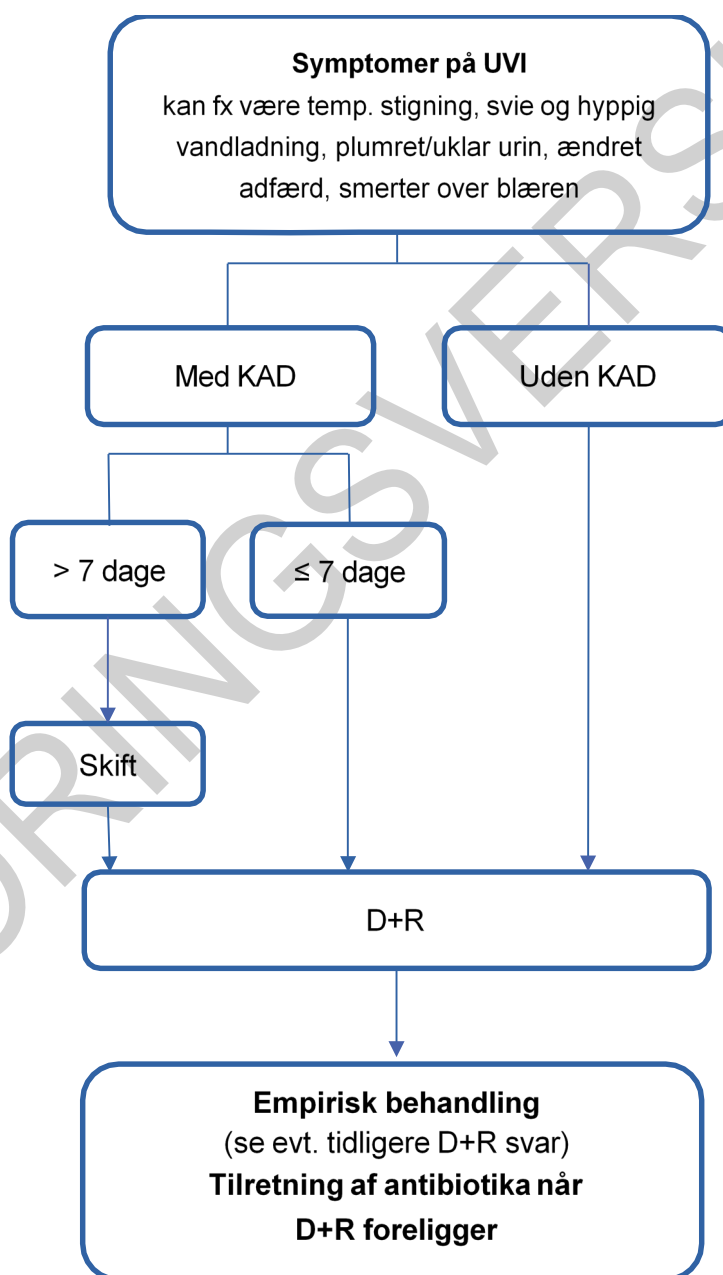 Symptomer på UVI
kan fx være temp. stigning, svie og hyppig
vandladning, plumret/uklar urin, ændret
adfærd, smerter over blæren
Med KAD
Uden KAD
> 7 dage
≤ 7 dage
Skift
D+R
Empirisk behandling
(se evt. tidligere D+R svar)
Tilretning af antibiotika når
D+R foreligger